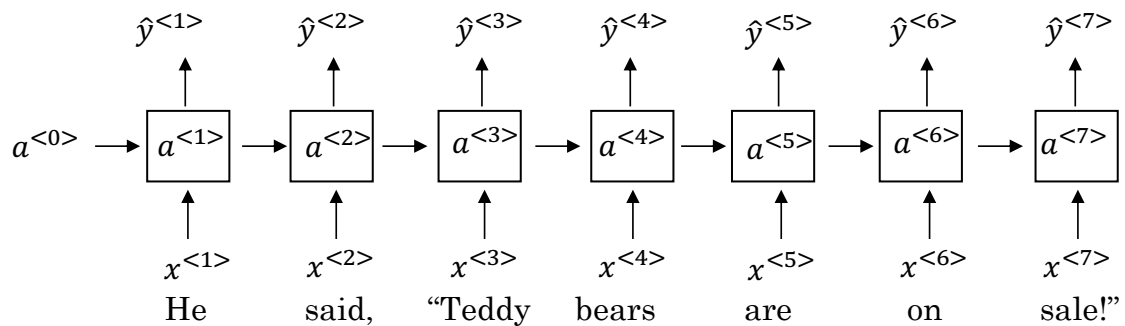 ŷ<1> ŷ<2> ŷ<3> ŷ<4> ŷ<5> ŷ<6> ŷ<7>
a<0> a<1> a<2> a<3> a<4> a<5> a<6> a<7>
x<1> x<2> x<3> x<4> x<5> x<6> x<7>
He said, “Teddy bears are on sale!”